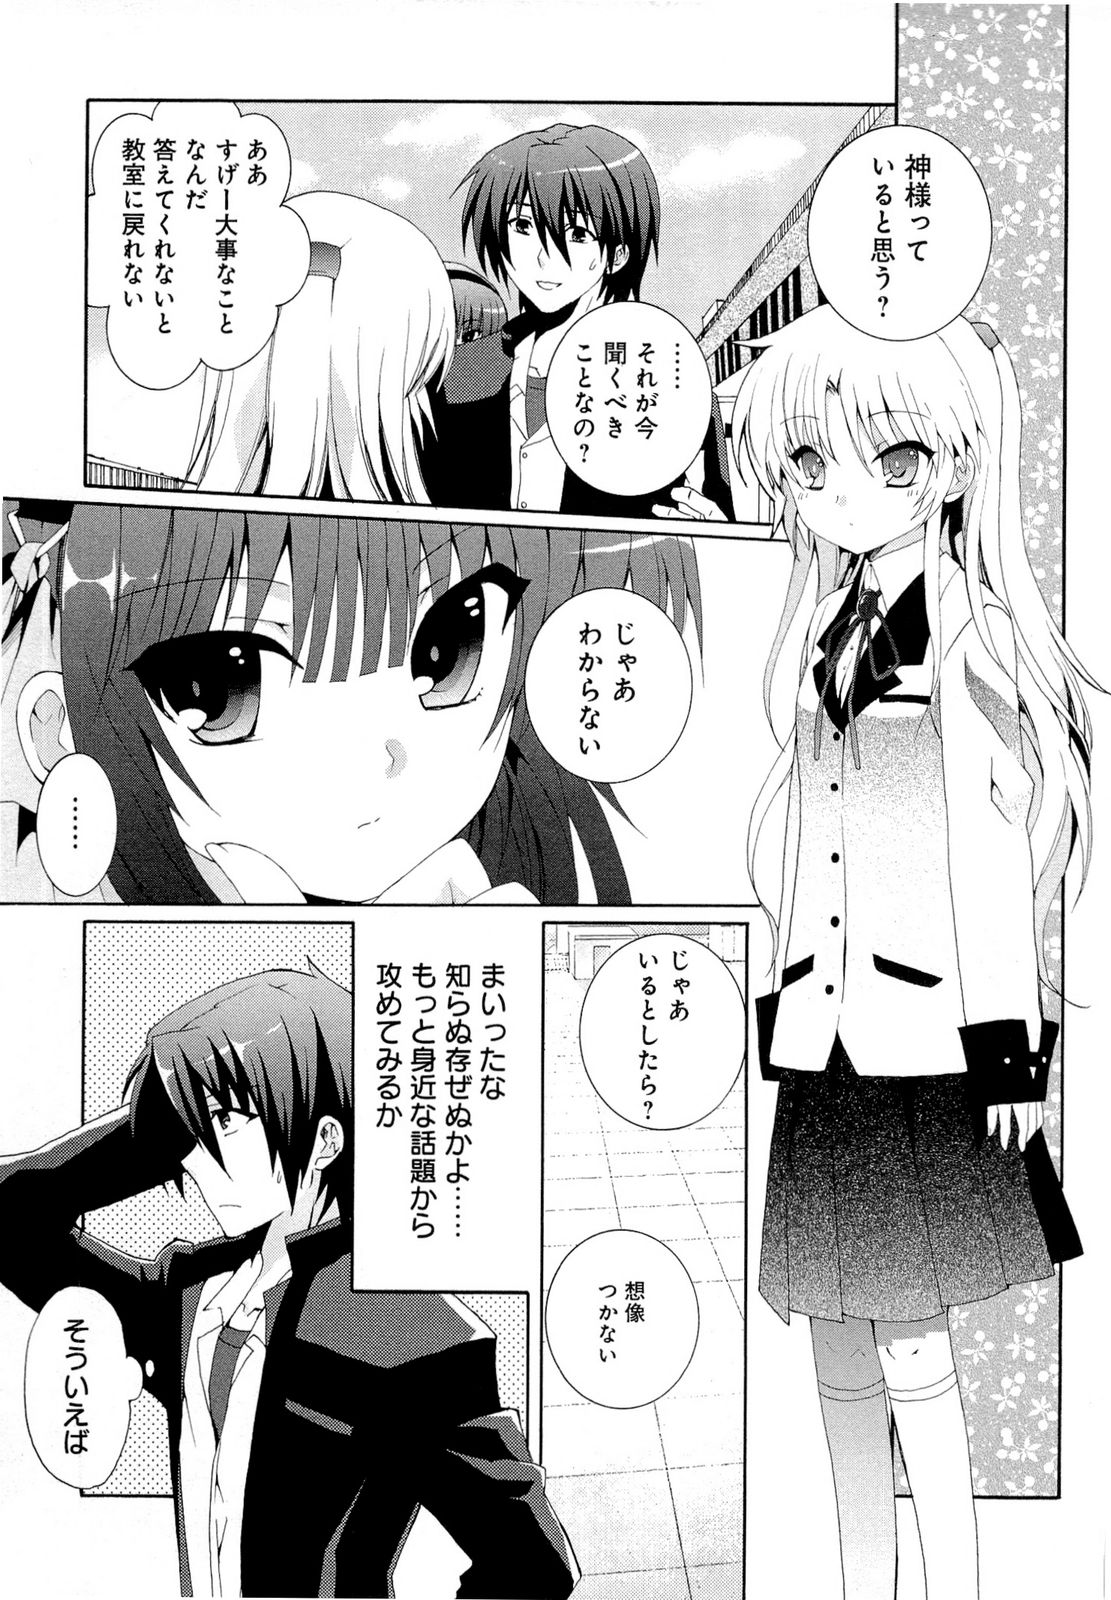 神様って
いると思う？
……
それが今
聞くべき
ことなの？
ああ
すげー大事なこと
なんだ
答えてくれないと
教室に戻れない
じゃあ
わからない
……
じゃあ
いるとしたら？
想像
つかない
まいったな
知らぬ存ぜぬかよ……
もっと身近な話題から
攻めてみるか
そういえば